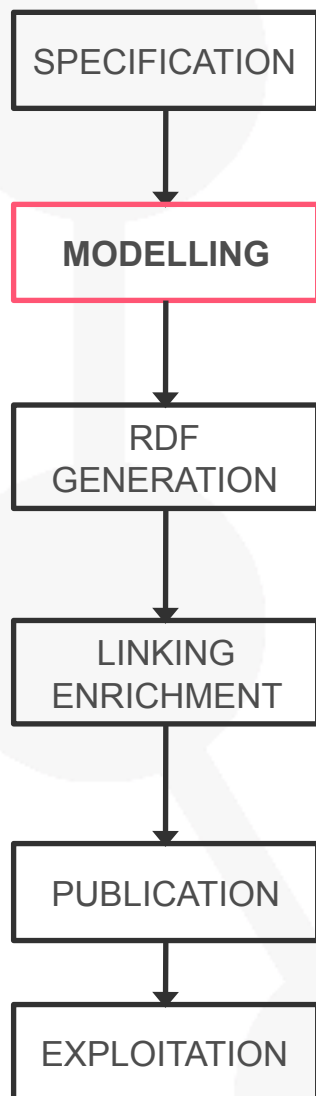 SPECIFICATION
MODELLING
RDF
GENERATION
LINKING
ENRICHMENT
PUBLICATION
EXPLOITATION